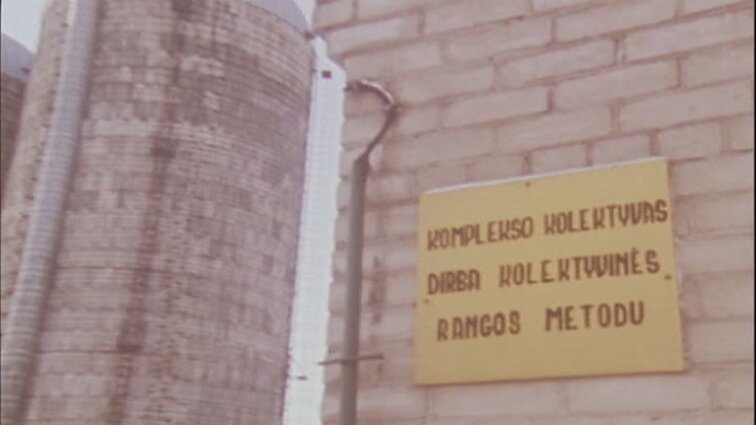 KOMPLEKSO KOLEKTYVAS
DIRBA KOLEKTYVINĖS
RANGOS METODU